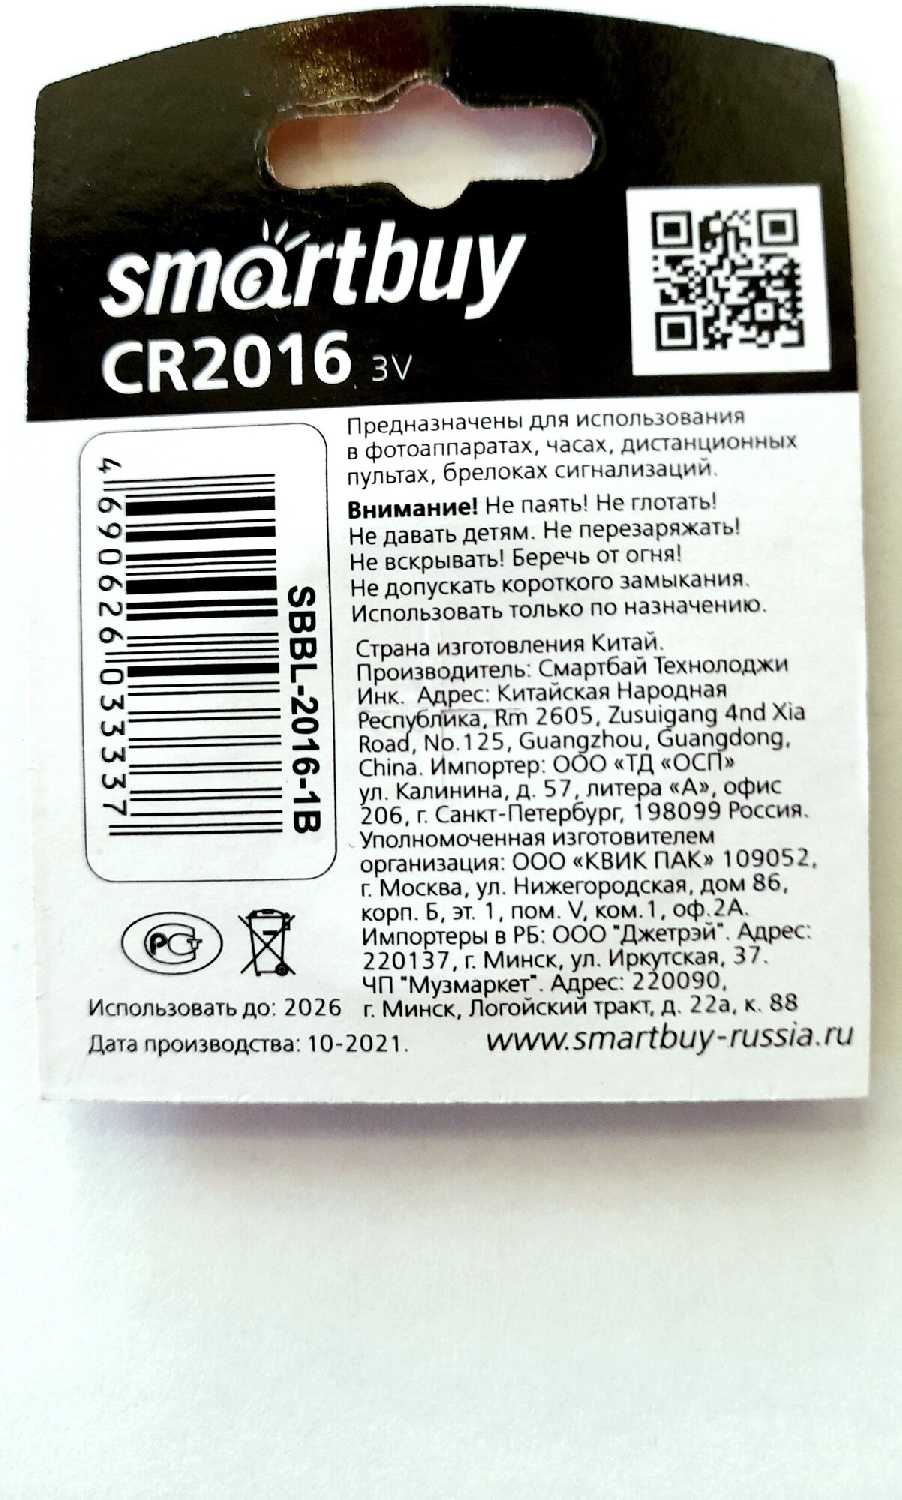 smartbuy
CR2016 3V
Предназначены для использования
в фотоаппаратах, часах, дистанционных
пультах, брелоках сигнализаций.
Внимание! Не паять! Не глотать!
Не давать детям. Не перезаряжать!
Не вскрывать! Беречь от огня!
Не допускать короткого замыкания.
Использовать только по назначению.
4 690626 033337
SBBL-2016-1B
Страна изготовления Китай.
Производитель: Смартбай Технолоджи
Инк. Адрес: Китайская Народная
Республика, Rm 2605, Zusuigang 4nd Xia
Road, No.125, Guangzhou, Guangdong,
China. Импортер: ООО «ТД «ОСП»
ул. Калинина, д. 57, литера «А», офис
206, г. Санкт-Петербург, 198099 Россия.
Уполномоченная изготовителем
организация: ООО «КВИК ПАК» 109052,
г. Москва, ул. Нижегородская, дом 86,
корп. Б, эт. 1, пом. V, ком.1, оф.2А.
Импортеры в РБ: ООО "Джетрэй". Адрес:
220137, г. Минск, ул. Иркутская, 37.
ЧП "Музмаркет". Адрес: 220090,
г. Минск, Логойский тракт, д. 22а, к. 88
РСТ
Использовать до: 2026
Дата производства: 10-2021.
www.smartbuy-russia.ru